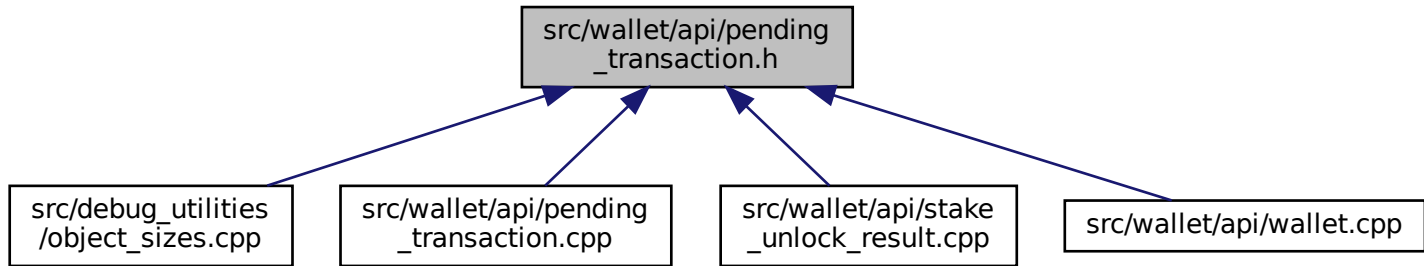 src/wallet/api/pending
_transaction.h
src/debug_utilities
/object_sizes.cpp
src/wallet/api/pending
_transaction.cpp
src/wallet/api/stake
_unlock_result.cpp
src/wallet/api/wallet.cpp